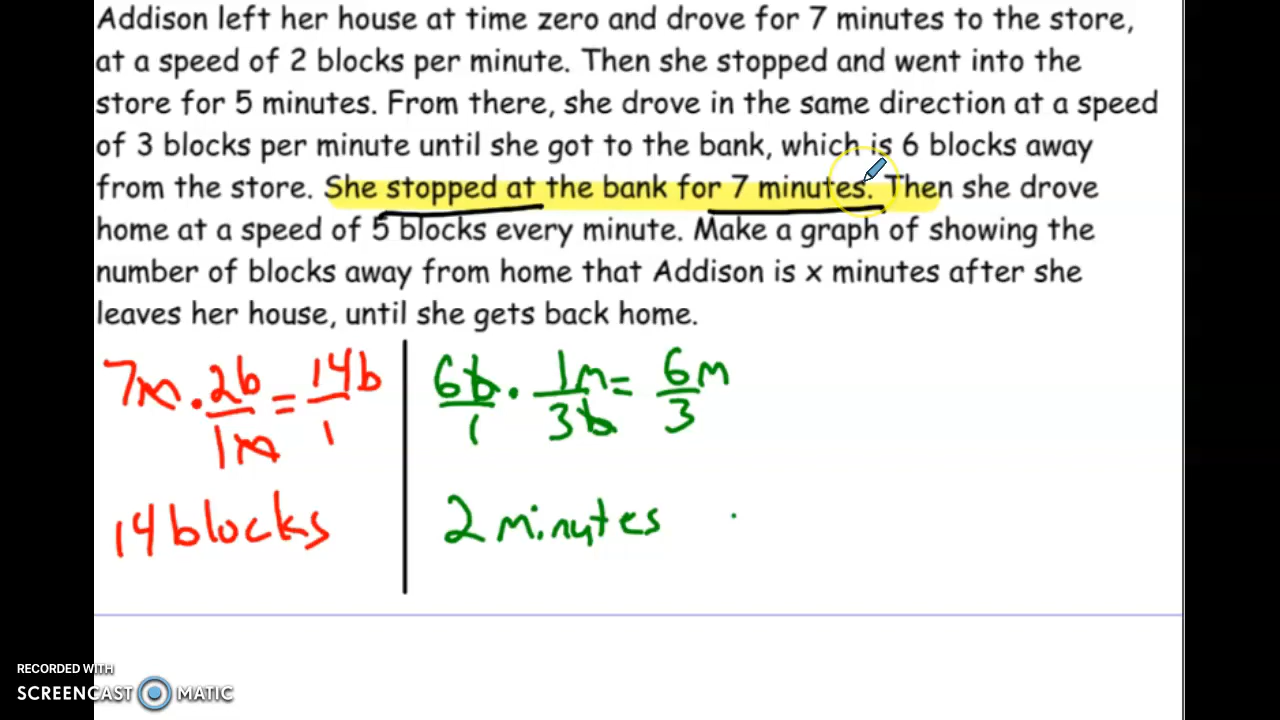 Addison left her house at time zero and drove for 7 minutes to the store,
at a speed of 2 blocks per minute. Then she stopped and went into the
store for 5 minutes. From there, she drove in the same direction at a speed
of 3 blocks per minute until she got to the bank, which is 6 blocks away
from the store. She stopped at the bank for 7 minutes. Then she drove
home at a speed of 5 blocks every minute. Make a graph of showing the
number of blocks away from home that Addison is x minutes after she
leaves her house, until she gets back home.
7m · 2b/1m = 14b/1
14 blocks
6b/1 · 1m/3b = 6m/3
2 minutes
RECORDED WITH
SCREENCAST MATIC